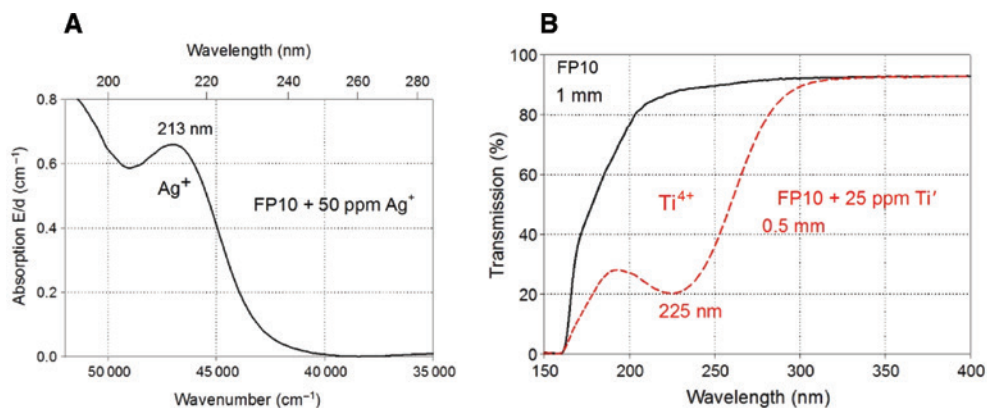 A
Wavelength (nm)
200 210 220 230 240 260 280
0.8
0.6
0.4
0.2
0.0
Absorption E/d (cm⁻¹)
213 nm
Ag⁺
FP10 + 50 ppm Ag⁺
50 000 45 000 40 000 35 000
Wavenumber (cm⁻¹)
B
100
80
60
40
20
0
Transmission (%)
FP10
1 mm
Ti⁴⁺
FP10 + 25 ppm Ti′
0.5 mm
225 nm
150 200 250 300 350 400
Wavelength (nm)